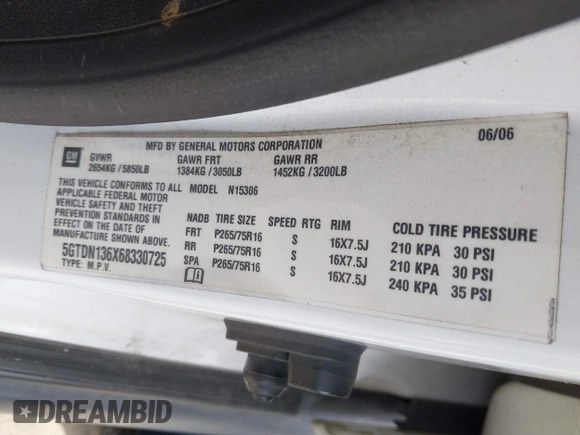 MFD BY GENERAL MOTORS CORPORATION 06/06
GM GVWR GAWR FRT GAWR RR
2654KG / 5850LB 1384KG / 3050LB 1452KG / 3200LB
THIS VEHICLE CONFORMS TO ALL MODEL N15306
APPLICABLE FEDERAL MOTOR
VEHICLE SAFETY AND THEFT
PREVENTION STANDARDS IN
EFFECT ON THE DATE OF
MANUFACTURE SHOWN ABOVE.
5GTDN136X68330725
TYPE: M.P.V.
NADB TIRE SIZE SPEED RTG RIM COLD TIRE PRESSURE
FRT P265/75R16 S 16X7.5J 210 KPA 30 PSI
RR P265/75R16 S 16X7.5J 210 KPA 30 PSI
SPA P265/75R16 S 16X7.5J 240 KPA 35 PSI
DREAMBID